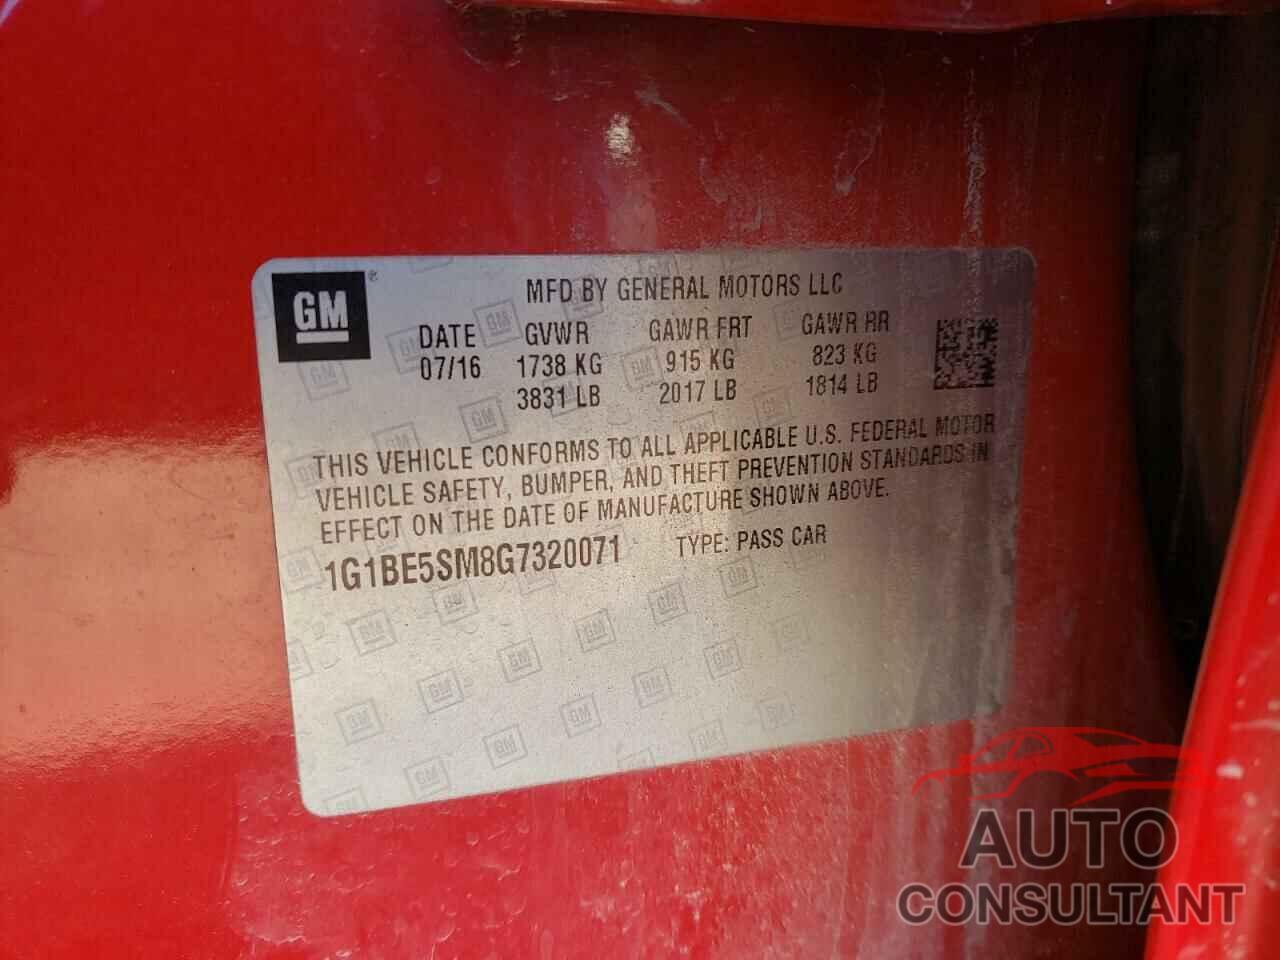 GM ®
MFD BY GENERAL MOTORS LLC
DATE GVWR GAWR FRT GAWR RR
07/16 1738 KG 915 KG 823 KG
3831 LB 2017 LB 1814 LB
THIS VEHICLE CONFORMS TO ALL APPLICABLE U.S. FEDERAL MOTOR
VEHICLE SAFETY, BUMPER, AND THEFT PREVENTION STANDARDS IN
EFFECT ON THE DATE OF MANUFACTURE SHOWN ABOVE.
1G1BE5SM8G7320071 TYPE: PASS CAR
AUTO
CONSULTANT